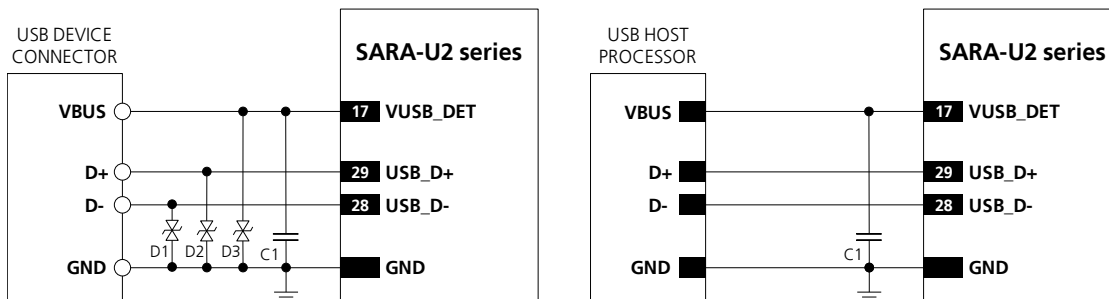 USB DEVICE
CONNECTOR
SARA-U2 series
VBUS
17 VUSB_DET
D+
29 USB_D+
D-
28 USB_D-
D1 D2 D3 C1
GND
GND
USB HOST
PROCESSOR
SARA-U2 series
VBUS
17 VUSB_DET
D+
29 USB_D+
D-
28 USB_D-
C1
GND
GND